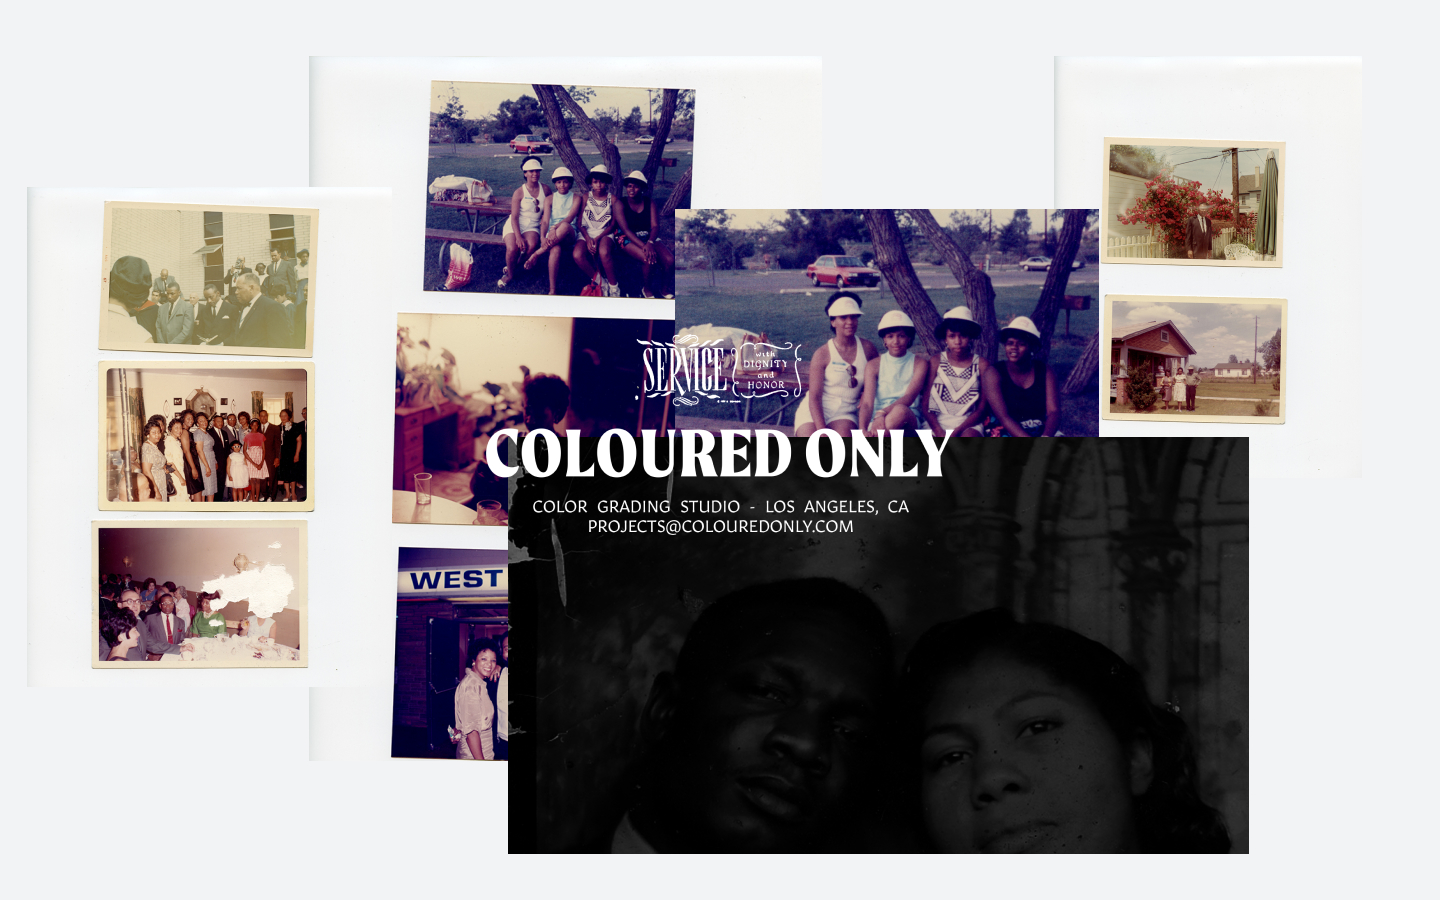 SERVICE
with
DIGNITY
and
HONOR
COLOURED ONLY
COLOR GRADING STUDIO - LOS ANGELES, CA
PROJECTS@COLOUREDONLY.COM
WEST